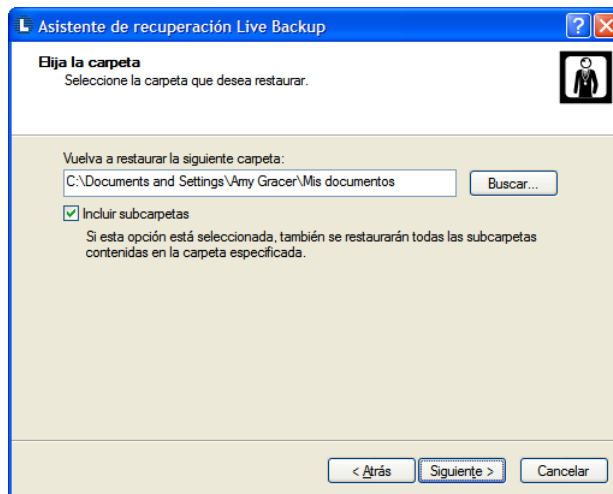 Asistente de recuperación Live Backup
Elija la carpeta
Seleccione la carpeta que desea restaurar.
Vuelva a restaurar la siguiente carpeta:
C:\Documents and Settings\Amy Gracer\Mis documentos
Buscar...
Incluir subcarpetas
Si esta opción está seleccionada, también se restaurarán todas las subcarpetas
contenidas en la carpeta especificada.
< Atrás Siguiente > Cancelar